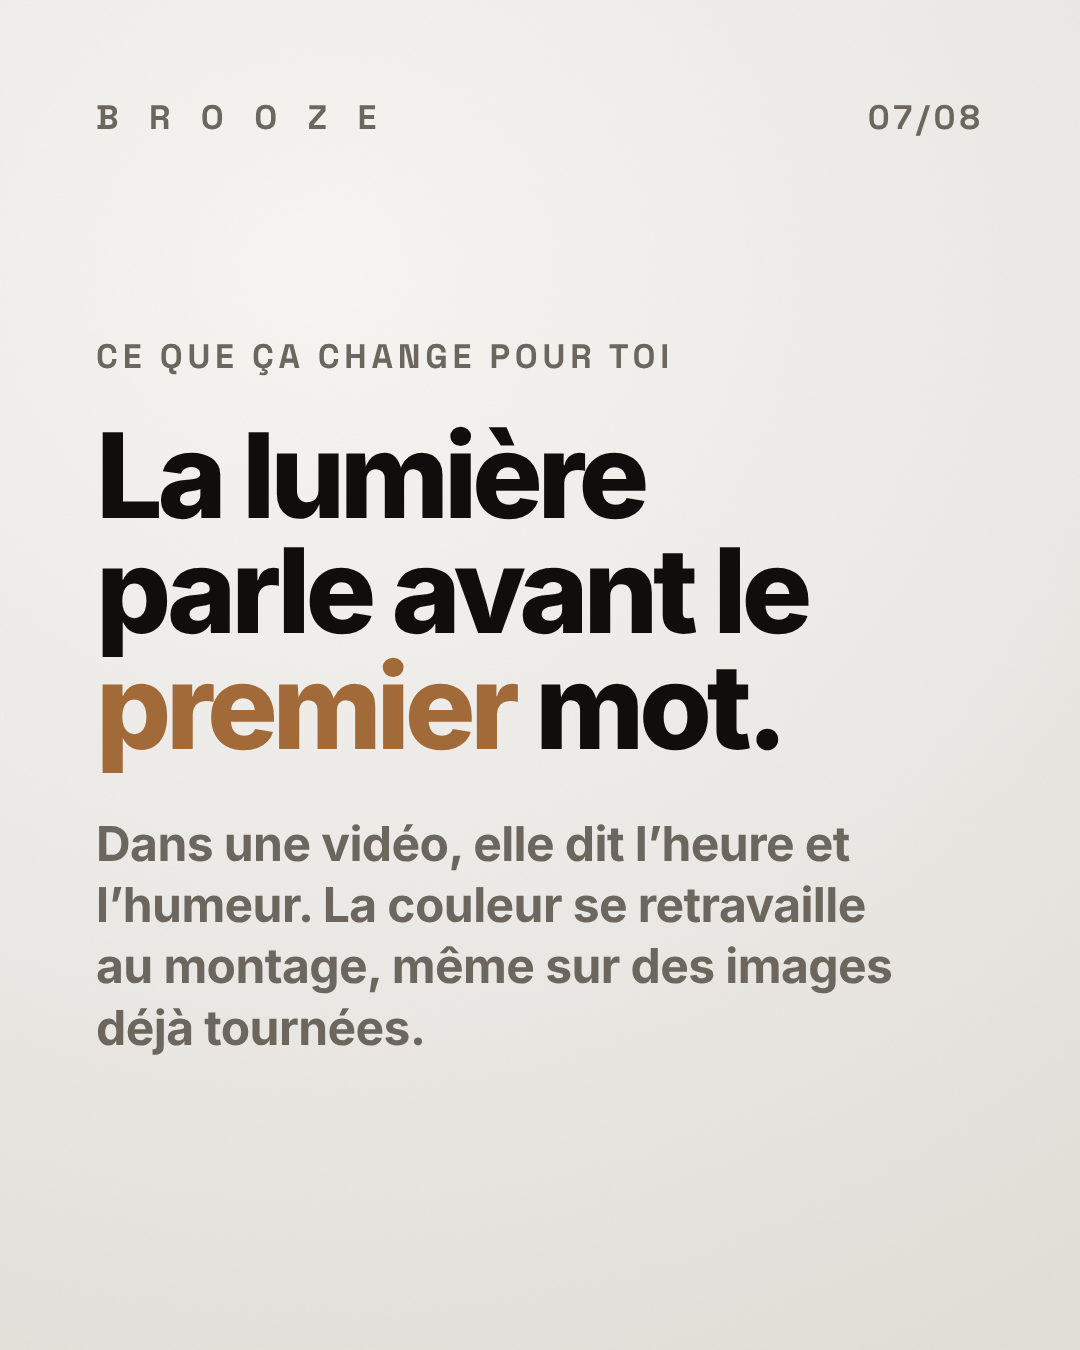 BROOZE
07/08
CE QUE ÇA CHANGE POUR TOI
La lumière
parle avant le
premier mot.
Dans une vidéo, elle dit l’heure et
l’humeur. La couleur se retravaille
au montage, même sur des images
déjà tournées.